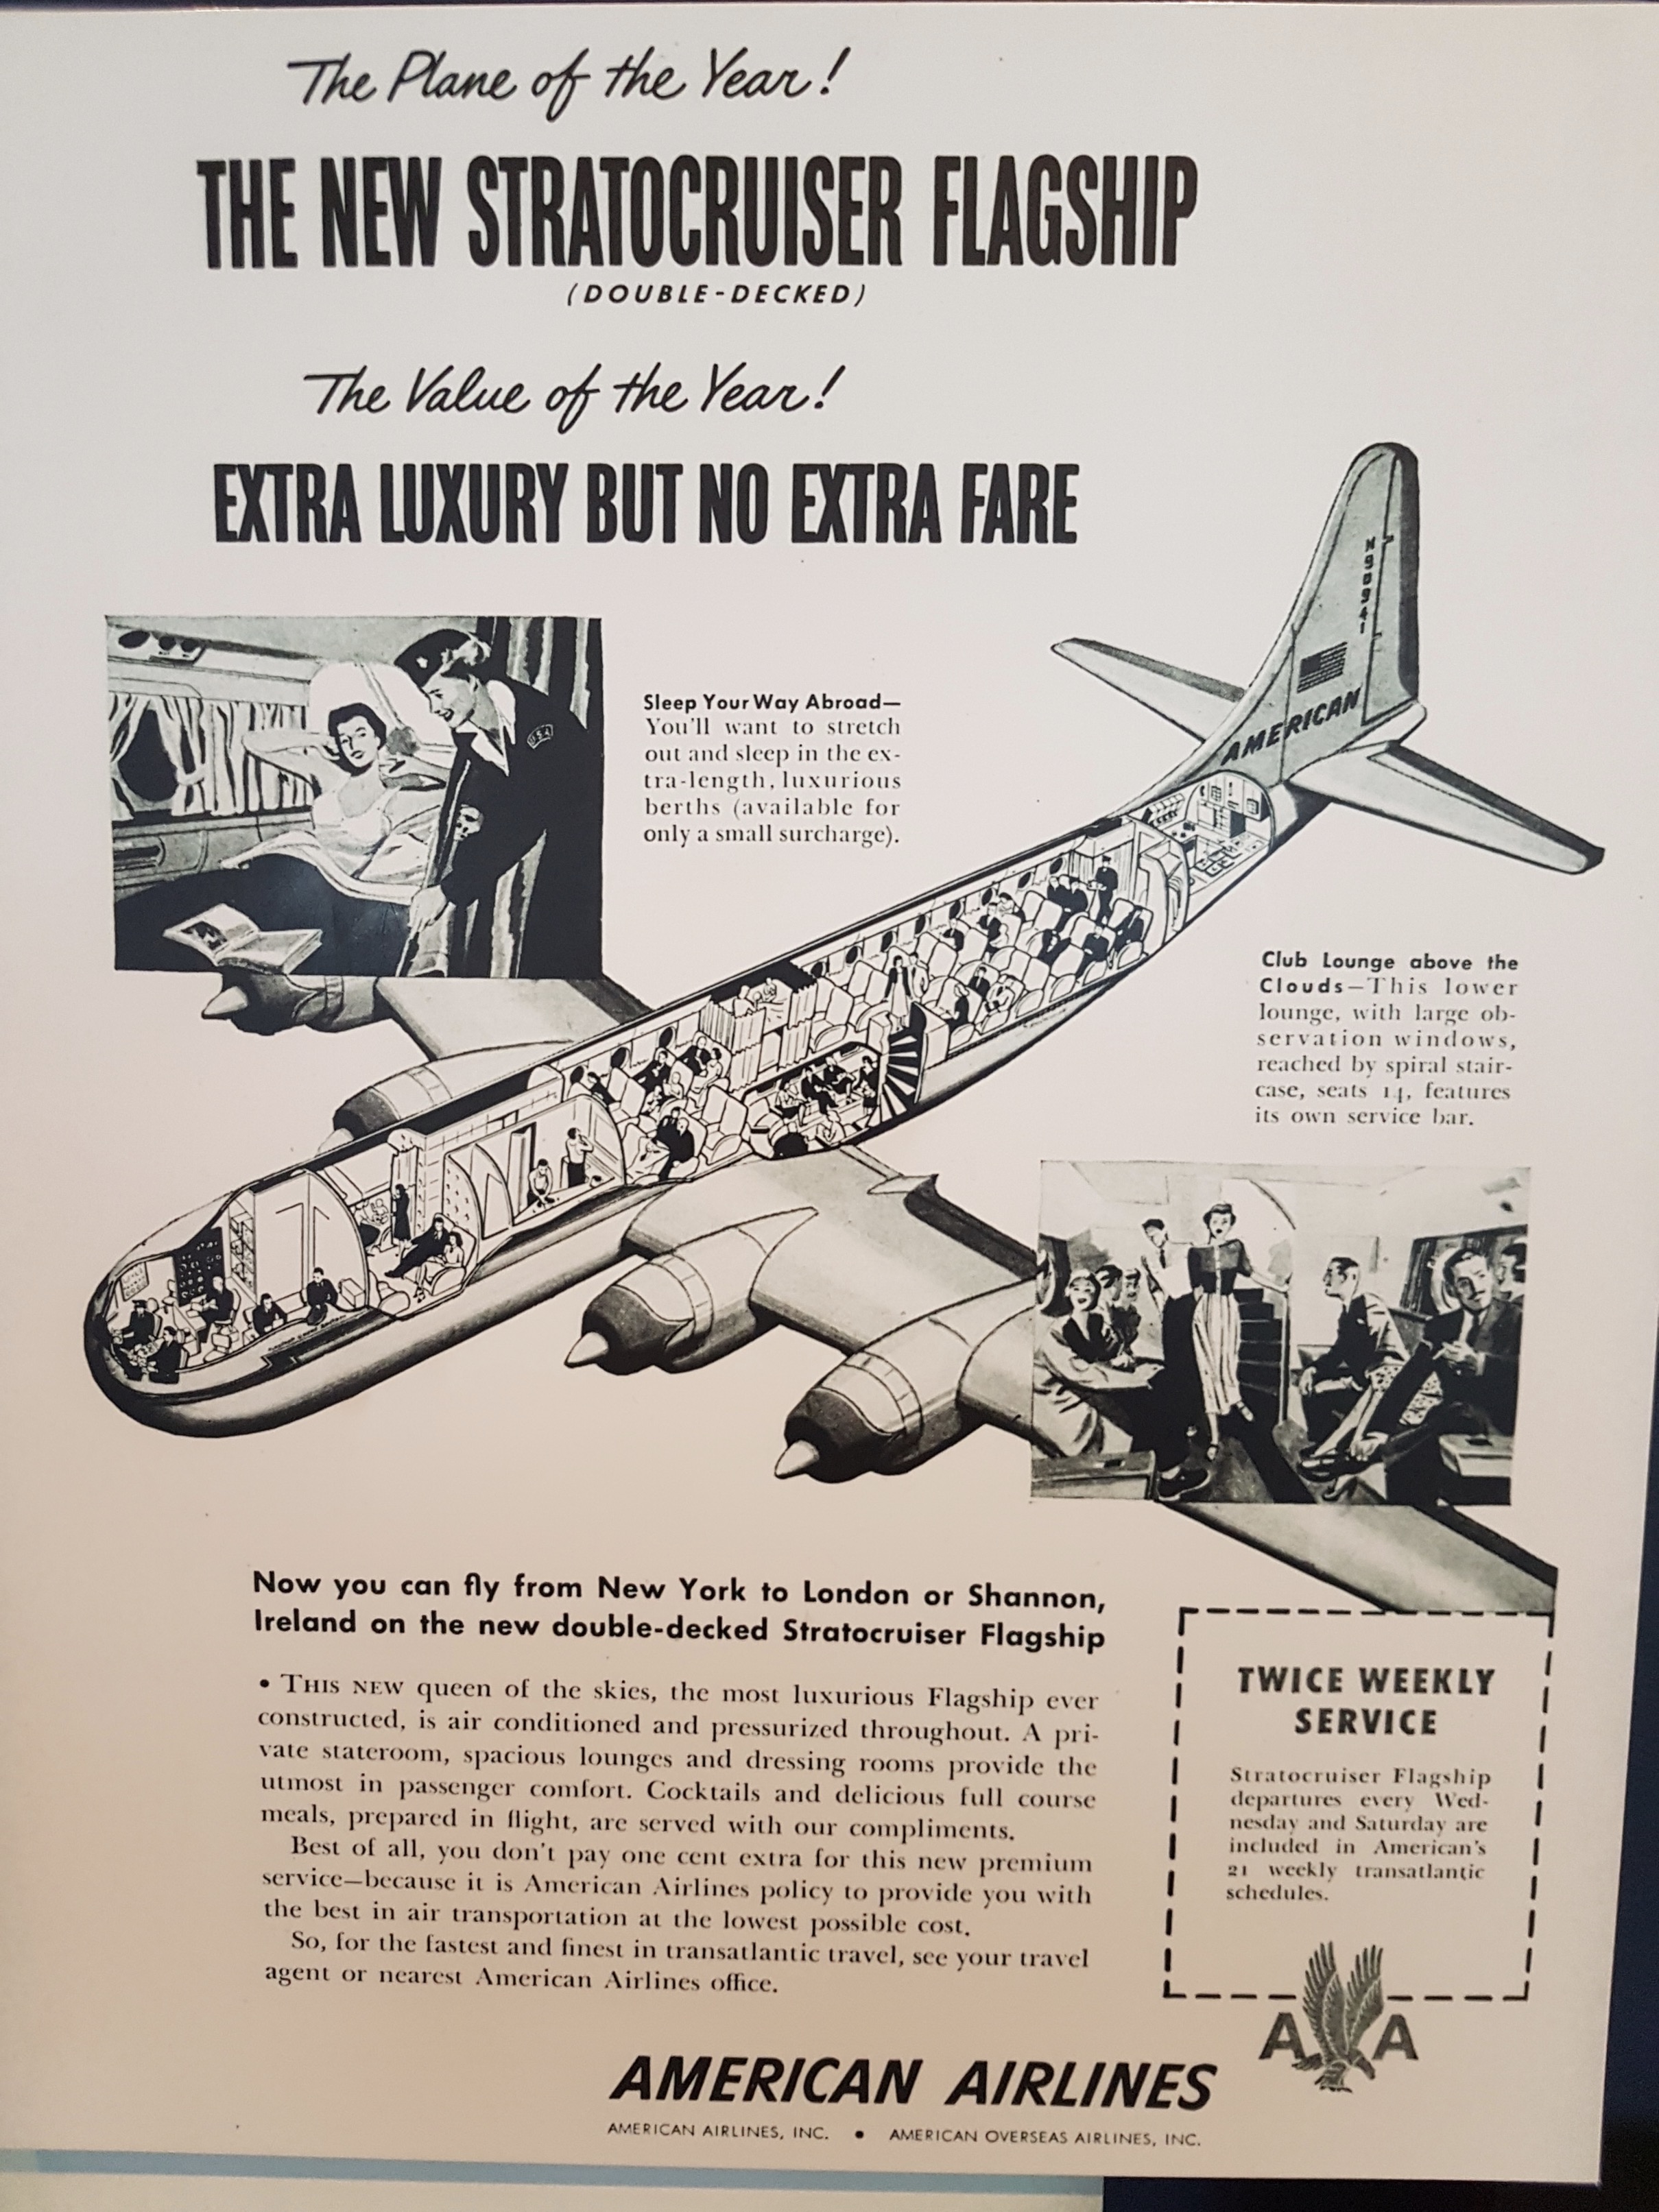 The Plane of the Year!
THE NEW STRATOCRUISER FLAGSHIP
(DOUBLE-DECKED)
The Value of the Year!
EXTRA LUXURY BUT NO EXTRA FARE
N90941
AMERICAN
U.S.A.
Sleep Your Way Abroad—
You'll want to stretch
out and sleep in the ex-
tra-length, luxurious
berths (available for
only a small surcharge).
Club Lounge above the
Clouds—This lower
lounge, with large ob-
servation windows,
reached by spiral stair-
case, seats 14, features
its own service bar.
Now you can fly from New York to London or Shannon,
Ireland on the new double-decked Stratocruiser Flagship
• THIS NEW queen of the skies, the most luxurious Flagship ever
constructed, is air conditioned and pressurized throughout. A pri-
vate stateroom, spacious lounges and dressing rooms provide the
utmost in passenger comfort. Cocktails and delicious full course
meals, prepared in flight, are served with our compliments.
Best of all, you don't pay one cent extra for this new premium
service—because it is American Airlines policy to provide you with
the best in air transportation at the lowest possible cost.
So, for the fastest and finest in transatlantic travel, see your travel
agent or nearest American Airlines office.
TWICE WEEKLY
SERVICE
Stratocruiser Flagship
departures every Wed-
nesday and Saturday are
included in American's
21 weekly transatlantic
schedules.
A A
AMERICAN AIRLINES
AMERICAN AIRLINES, INC. • AMERICAN OVERSEAS AIRLINES, INC.